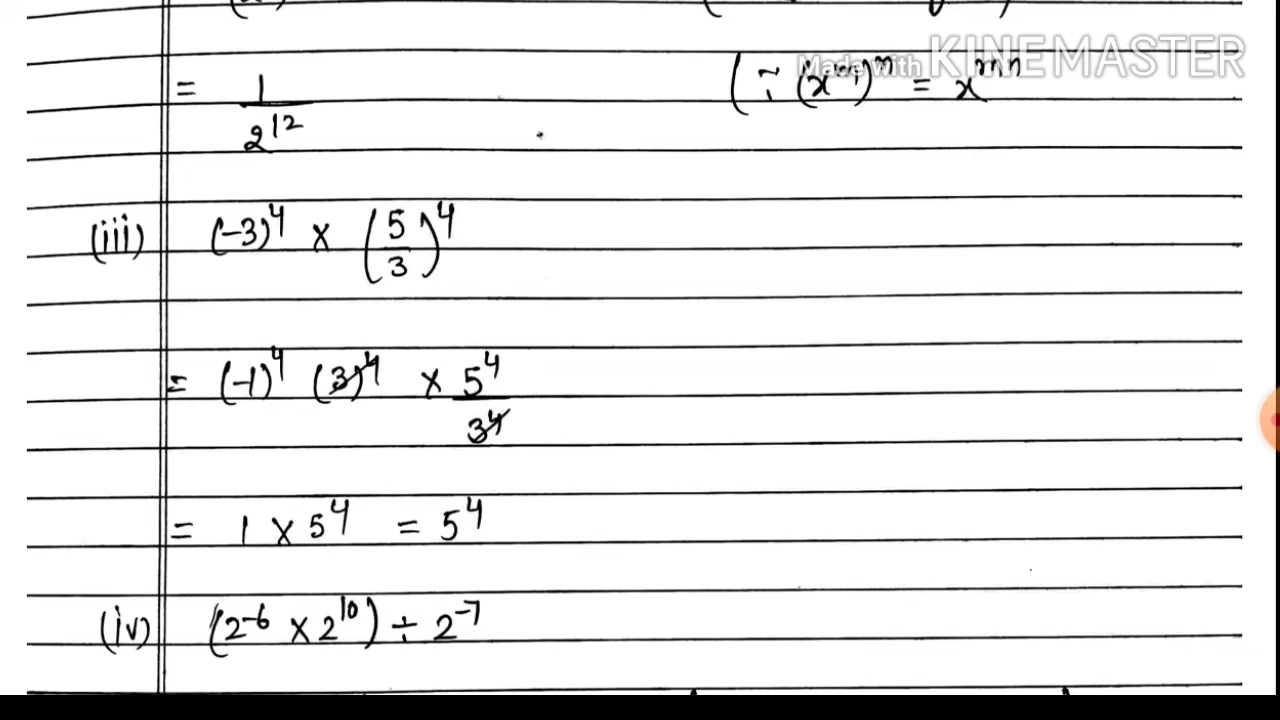 Made with KINEMASTER
= 1/2^12 (∵ (x^m)^n = x^mn
(iii) (-3)^4 × (5/3)^4
= (-1)^4 (3)^4 × 5^4/3^4
= 1 × 5^4 = 5^4
(iv) (2^-6 × 2^10) ÷ 2^-7